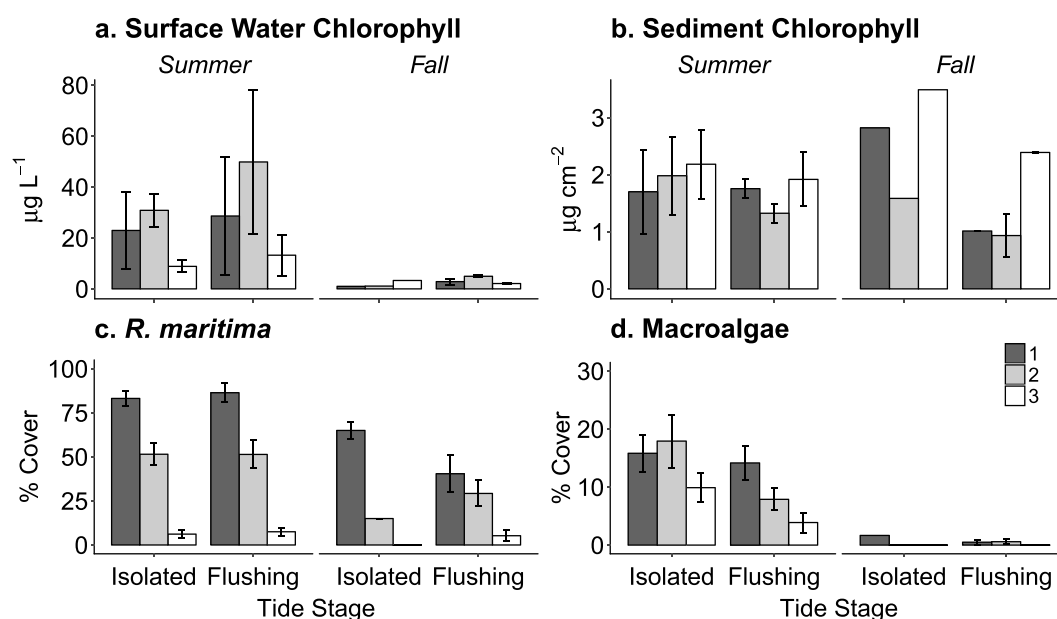 a. Surface Water Chlorophyll
Summer
Fall
µg L−1
80
60
40
20
0
b. Sediment Chlorophyll
Summer
Fall
µg cm−2
3
2
1
0
c. R. maritima
% Cover
100
75
50
25
0
Isolated Flushing
Isolated Flushing
Tide Stage
d. Macroalgae
1
2
3
% Cover
30
20
10
0
Isolated Flushing
Isolated Flushing
Tide Stage